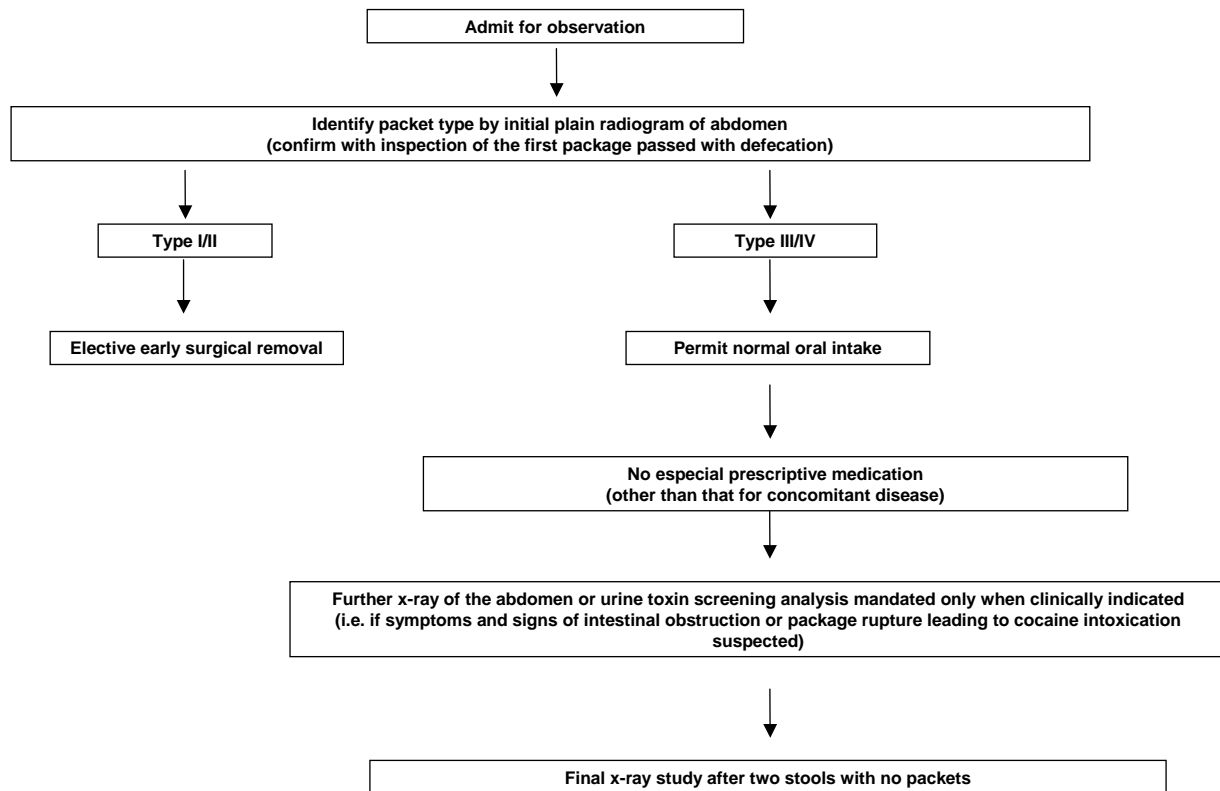 Admit for observation
Identify packet type by initial plain radiogram of abdomen
(confirm with inspection of the first package passed with defecation)
Type I/II
Type III/IV
Elective early surgical removal
Permit normal oral intake
No especial prescriptive medication
(other than that for concomitant disease)
Further x-ray of the abdomen or urine toxin screening analysis mandated only when clinically indicated
(i.e. if symptoms and signs of intestinal obstruction or package rupture leading to cocaine intoxication
suspected)
Final x-ray study after two stools with no packets